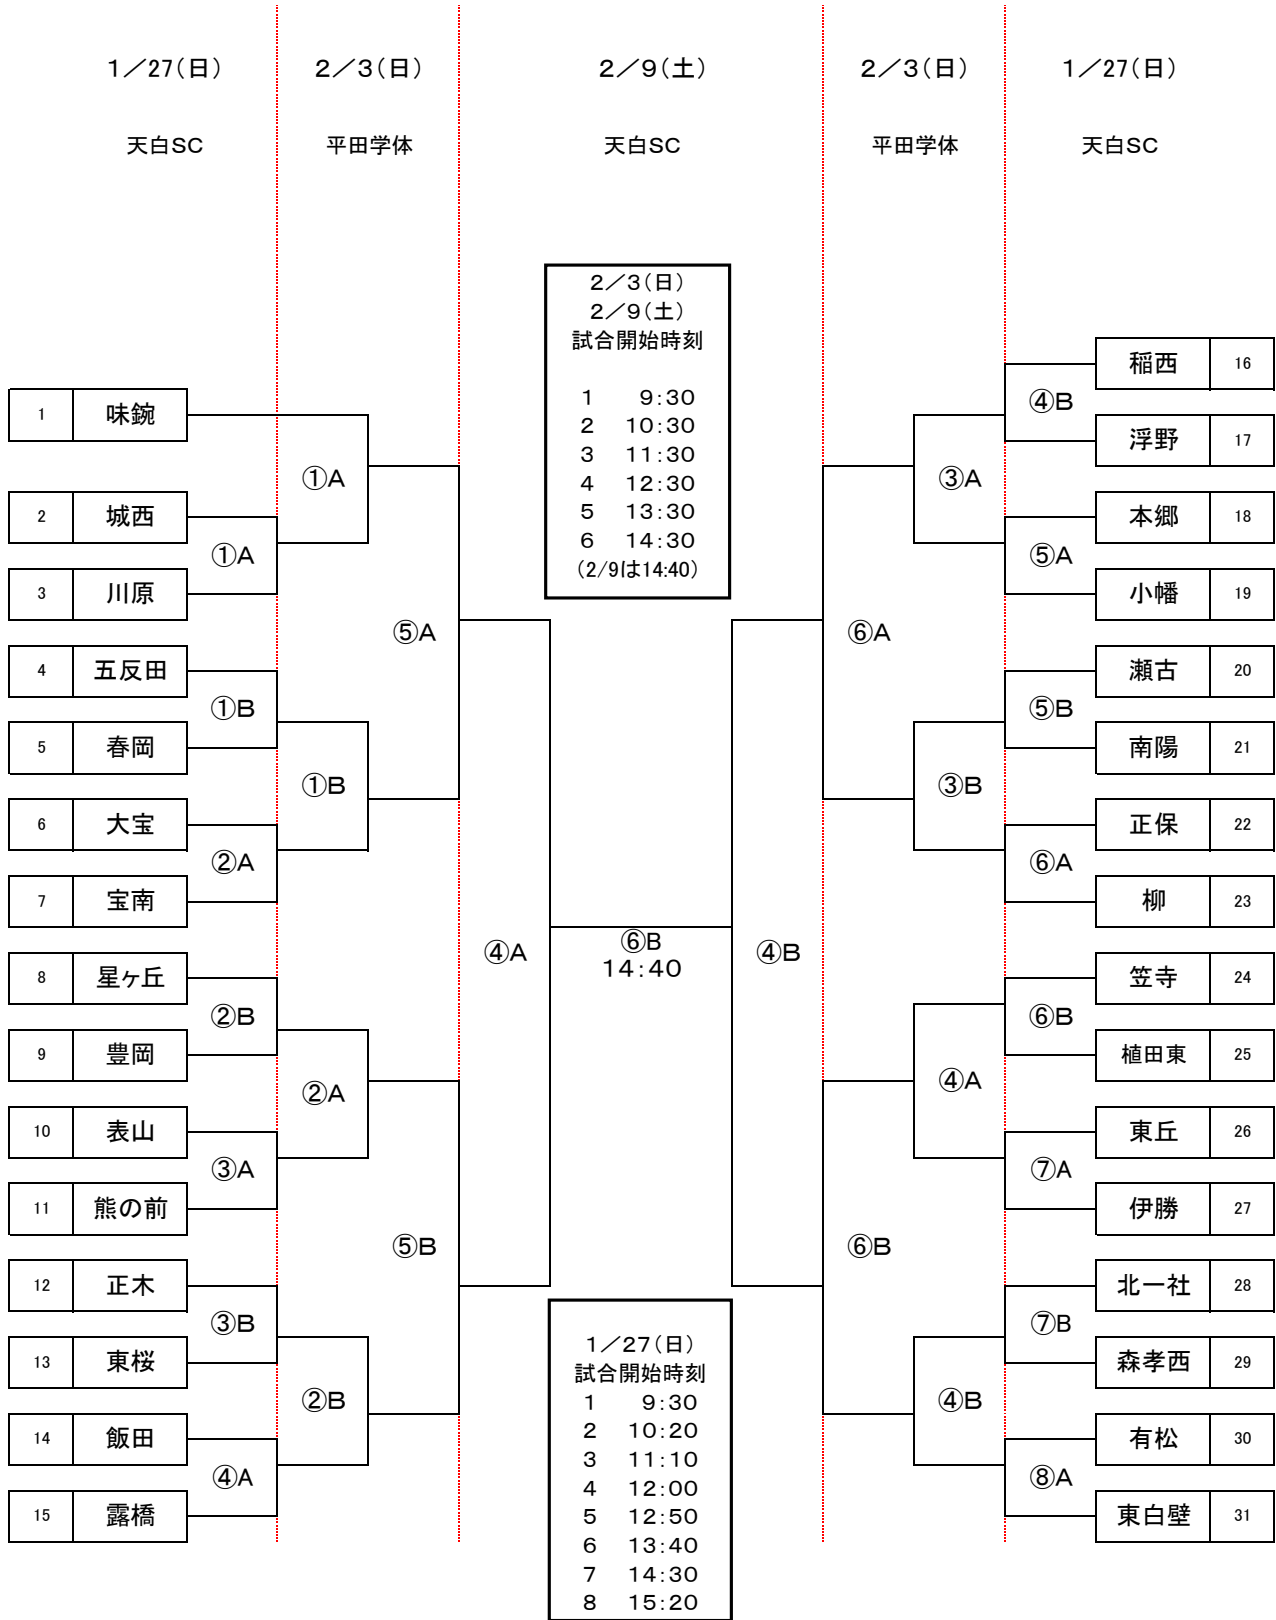 1／27(日)　2／3(日)　2／9(土)　2／3(日)　1／27(日)
天白SC　平田学体　天白SC　平田学体　天白SC
2／3(日)
2／9(土)
試合開始時刻
1　9:30
2　10:30
3　11:30
4　12:30
5　13:30
6　14:30
(2/9は14:40)
1　味鋺
2　城西
3　川原
4　五反田
5　春岡
6　大宝
7　宝南
8　星ヶ丘
9　豊岡
10　表山
11　熊の前
12　正木
13　東桜
14　飯田
15　露橋
①A
①B
②A
②B
③A
③B
④A
①A
①B
②A
②B
⑤A
⑤B
④A
⑥B
14:40
④B
⑥A
⑥B
③A
③B
④A
④B
④B
⑤A
⑤B
⑥A
⑥B
⑦A
⑦B
⑧A
稲西　16
浮野　17
本郷　18
小幡　19
瀬古　20
南陽　21
正保　22
柳　23
笠寺　24
植田東　25
東丘　26
伊勝　27
北一社　28
森孝西　29
有松　30
東白壁　31
1／27(日)
試合開始時刻
1　9:30
2　10:20
3　11:10
4　12:00
5　12:50
6　13:40
7　14:30
8　15:20